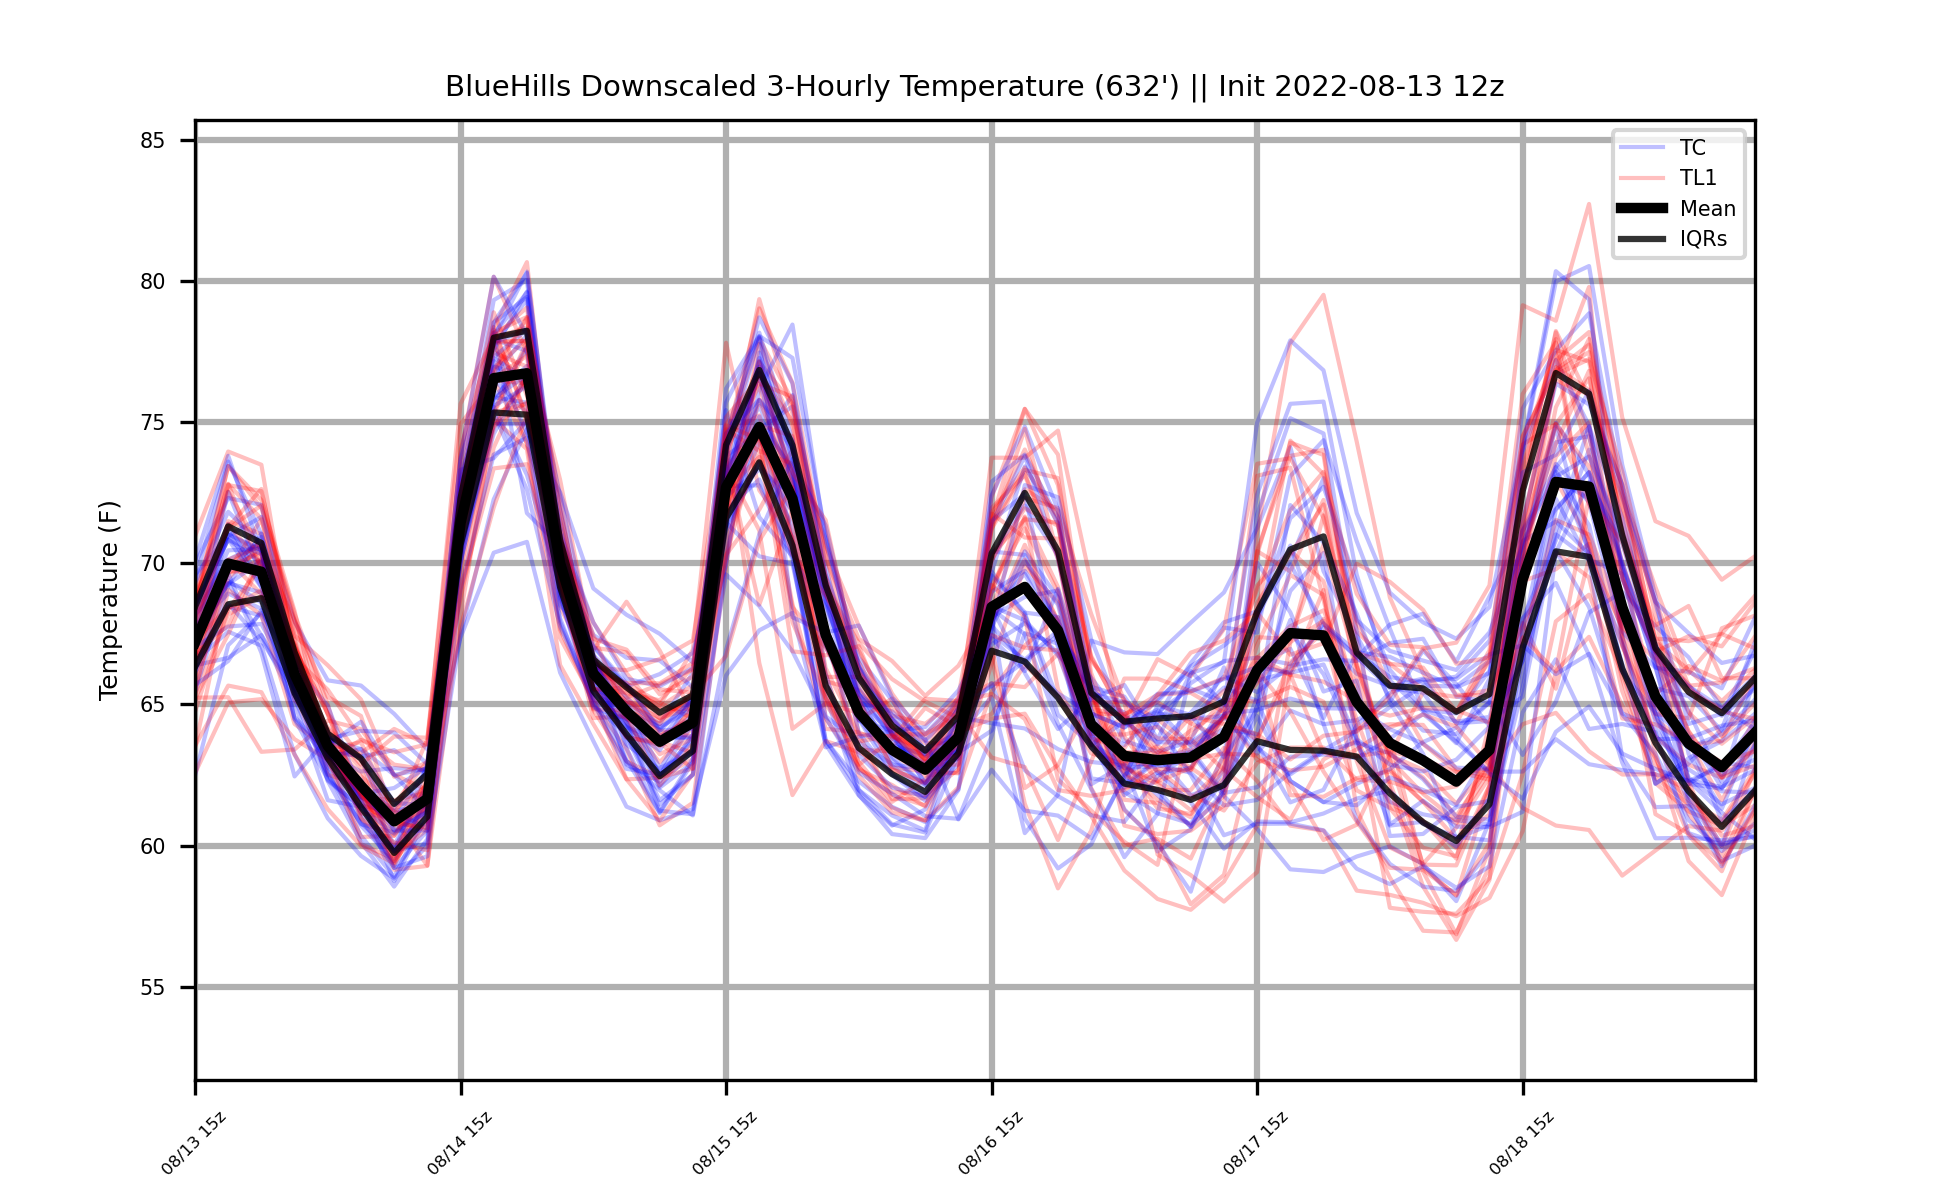 BlueHills Downscaled 3-Hourly Temperature (632') || Init 2022-08-13 12z
85
80
75
70
65
60
55
Temperature (F)
TC
TL1
Mean
IQRs
08/13 15z
08/14 15z
08/15 15z
08/16 15z
08/17 15z
08/18 15z